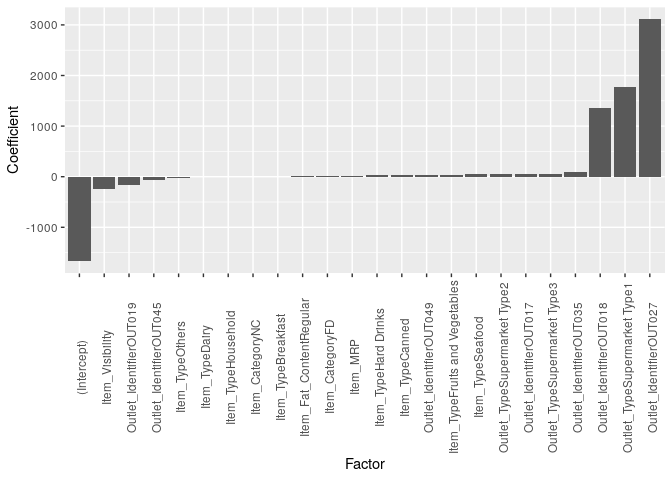 3000
2000
1000
0
-1000
Coefficient
(Intercept)
Item_Visibility
Outlet_IdentifierOUT019
Outlet_IdentifierOUT045
Item_TypeOthers
Item_TypeDairy
Item_TypeHousehold
Item_CategoryNC
Item_TypeBreakfast
Item_Fat_ContentRegular
Item_CategoryFD
Item_MRP
Item_TypeHard Drinks
Item_TypeCanned
Outlet_IdentifierOUT049
Item_TypeFruits and Vegetables
Item_TypeSeafood
Outlet_TypeSupermarket Type2
Outlet_IdentifierOUT017
Outlet_TypeSupermarket Type3
Outlet_IdentifierOUT035
Outlet_IdentifierOUT018
Outlet_TypeSupermarket Type1
Outlet_IdentifierOUT027
Factor